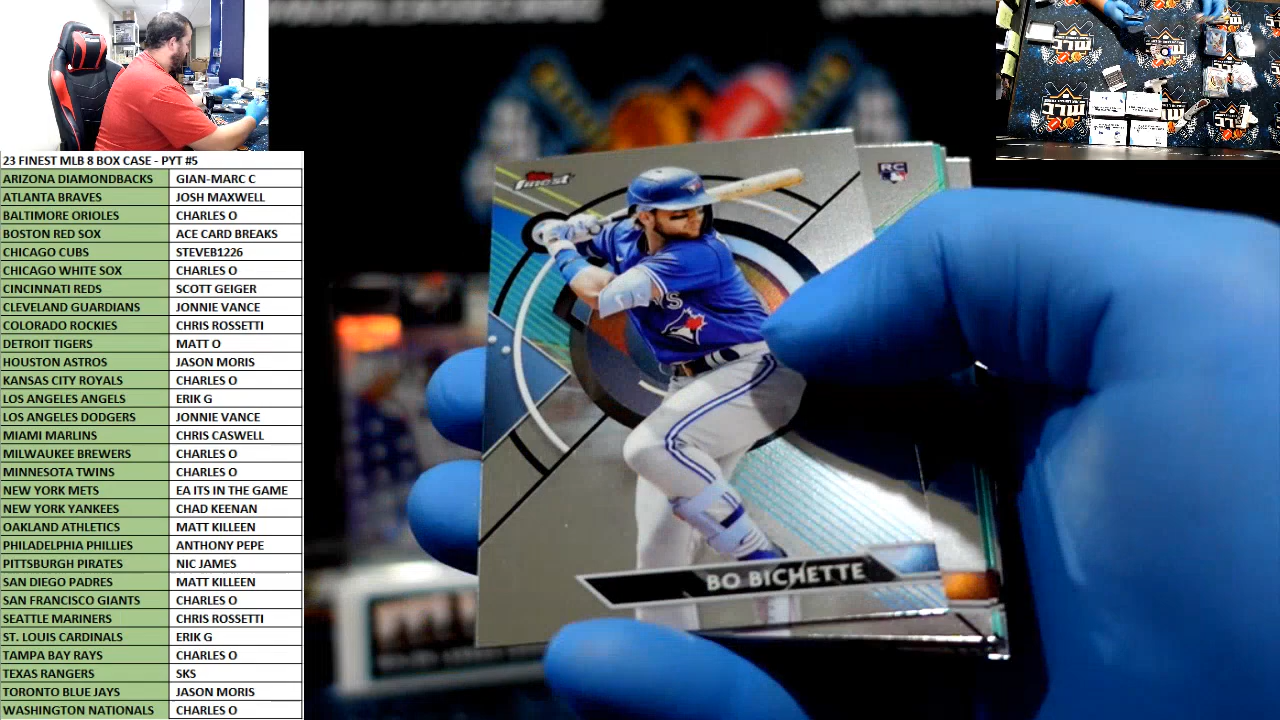 23 FINEST MLB 8 BOX CASE - PYT #5
ARIZONA DIAMONDBACKS GIAN-MARC C
ATLANTA BRAVES JOSH MAXWELL
BALTIMORE ORIOLES CHARLES O
BOSTON RED SOX ACE CARD BREAKS
CHICAGO CUBS STEVEB1226
CHICAGO WHITE SOX CHARLES O
CINCINNATI REDS SCOTT GEIGER
CLEVELAND GUARDIANS JONNIE VANCE
COLORADO ROCKIES CHRIS ROSSETTI
DETROIT TIGERS MATT O
HOUSTON ASTROS JASON MORIS
KANSAS CITY ROYALS CHARLES O
LOS ANGELES ANGELS ERIK G
LOS ANGELES DODGERS JONNIE VANCE
MIAMI MARLINS CHRIS CASWELL
MILWAUKEE BREWERS CHARLES O
MINNESOTA TWINS CHARLES O
NEW YORK METS EA ITS IN THE GAME
NEW YORK YANKEES CHAD KEENAN
OAKLAND ATHLETICS MATT KILLEEN
PHILADELPHIA PHILLIES ANTHONY PEPE
PITTSBURGH PIRATES NIC JAMES
SAN DIEGO PADRES MATT KILLEEN
SAN FRANCISCO GIANTS CHARLES O
SEATTLE MARINERS CHRIS ROSSETTI
ST. LOUIS CARDINALS ERIK G
TAMPA BAY RAYS CHARLES O
TEXAS RANGERS SKS
TORONTO BLUE JAYS JASON MORIS
WASHINGTON NATIONALS CHARLES O
Topps finest
RC
BO BICHETTE